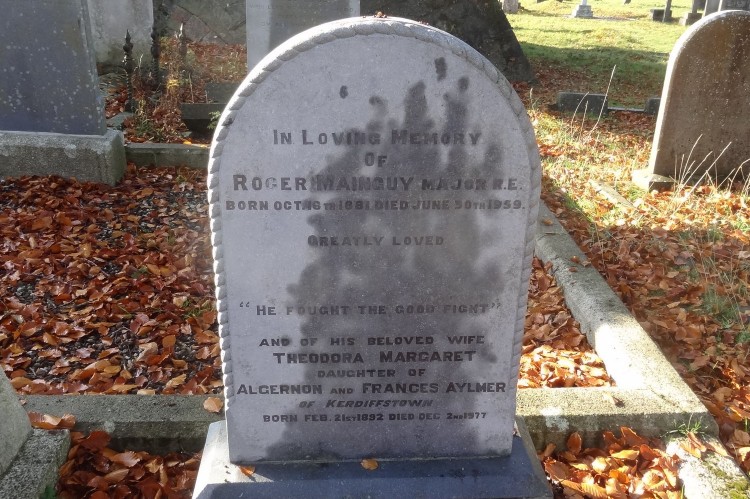 IN LOVING MEMORY
OF
ROGER MAINGUY MAJOR R.E.
BORN OCT. 16TH 1881. DIED JUNE 30TH 1959.
GREATLY LOVED
"HE FOUGHT THE GOOD FIGHT"
AND OF HIS BELOVED WIFE
THEODORA MARGARET
DAUGHTER OF
ALGERNON AND FRANCES AYLMER
OF KERDIFFSTOWN
BORN FEB. 21ST 1892 DIED DEC 2ND 1977